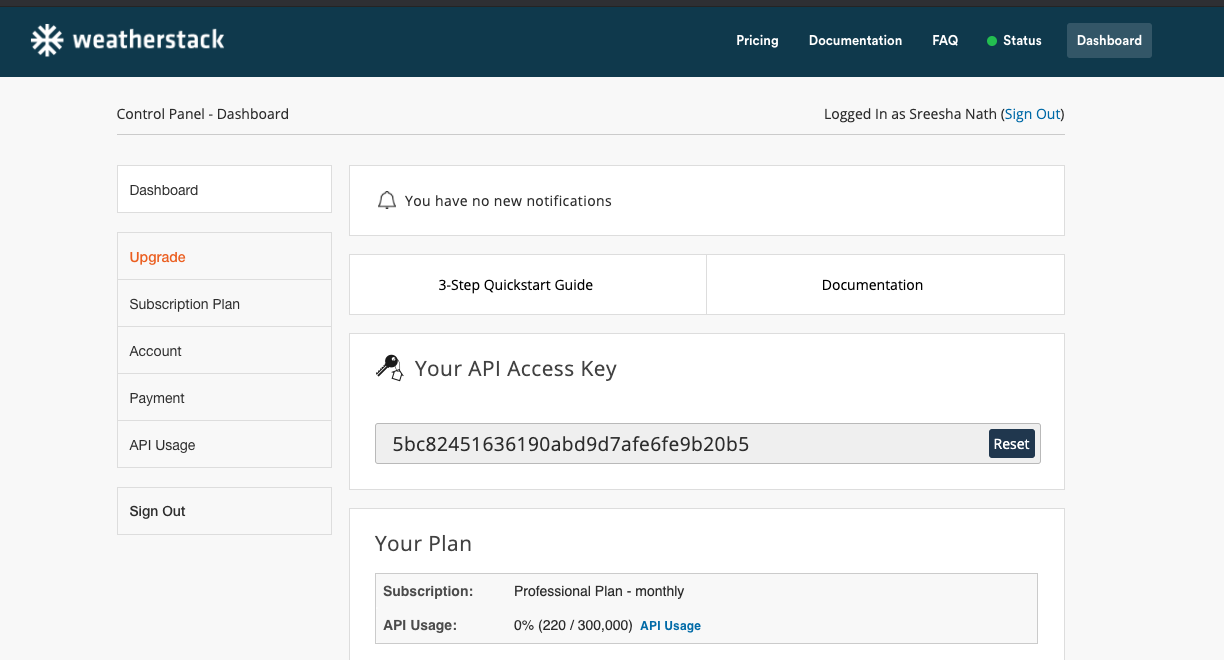 weatherstack
Pricing Documentation FAQ Status Dashboard
Control Panel - Dashboard
Logged In as Sreesha Nath (Sign Out)
Dashboard
Upgrade
Subscription Plan
Account
Payment
API Usage
Sign Out
You have no new notifications
3-Step Quickstart Guide
Documentation
Your API Access Key
5bc82451636190abd9d7afe6fe9b20b5
Reset
Your Plan
Subscription: Professional Plan - monthly
API Usage: 0% (220 / 300,000) API Usage